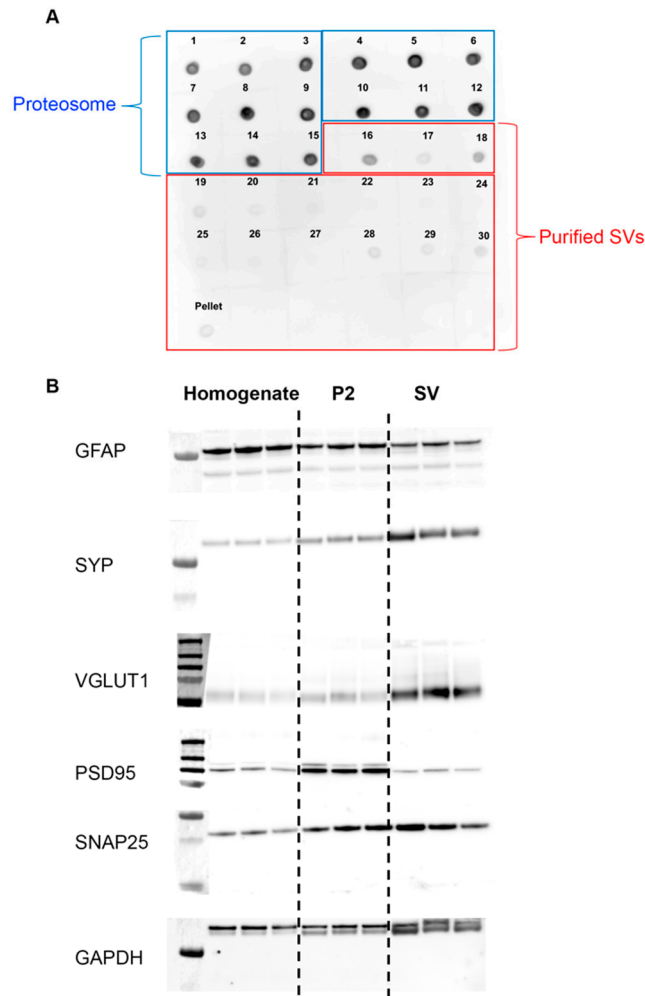 A
1 2 3 4 5 6
Proteosome
7 8 9 10 11 12
13 14 15 16 17 18
19 20 21 22 23 24
Purified SVs
25 26 27 28 29 30
Pellet
B
Homogenate P2 SV
GFAP
SYP
VGLUT1
PSD95
SNAP25
GAPDH